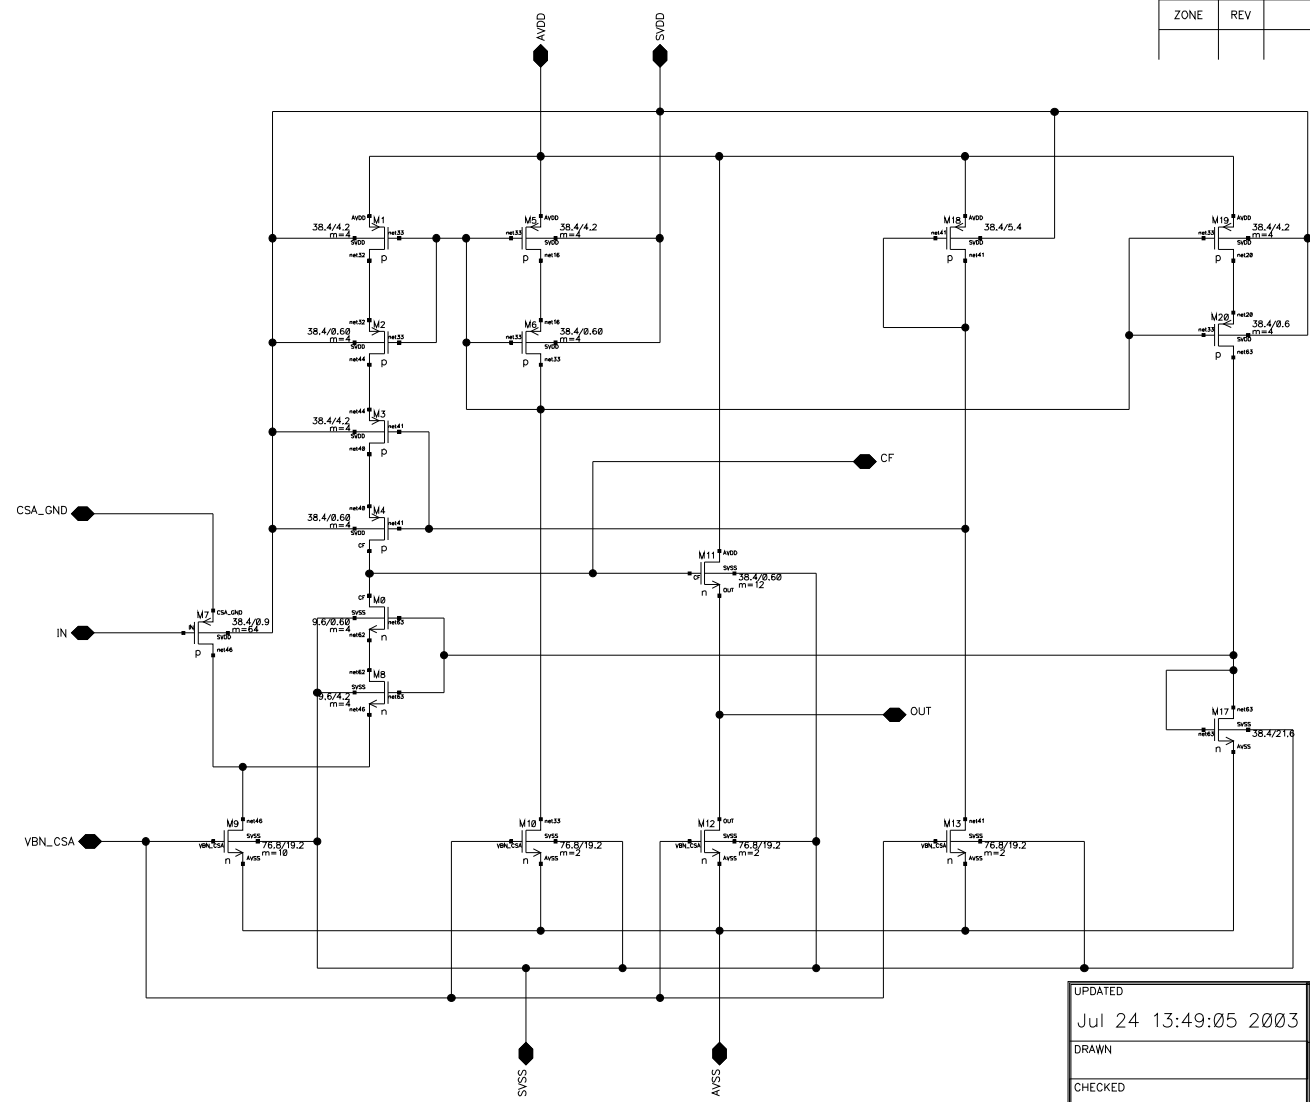 ZONE REV
AVDD
SVDD
AVDD
M1
38.4/4.2
m=4
SVDD
net33
net32
p
M5
AVDD
38.4/4.2
m=4
net33
SVDD
net16
p
M18
AVDD
38.4/5.4
net41
SVDD
net41
p
M19
AVDD
38.4/4.2
m=4
net33
SVDD
net20
p
net32
M2
38.4/0.60
m=4
SVDD
net33
net44
p
M6
net16
38.4/0.60
m=4
net33
SVDD
net33
p
M20
net20
38.4/0.6
m=4
net33
SVDD
net63
p
net44
M3
38.4/4.2
m=4
SVDD
net41
net40
p
CF
net40
M4
38.4/0.60
m=4
SVDD
net41
CF
p
CSA_GND
M11
AVDD
SVSS
38.4/0.60
m=12
CF
OUT
n
IN
M7
CSA_GND
38.4/0.9
m=64
IN
SVDD
net46
p
CF
M0
SVSS
9.6/0.60
m=4
net63
net62
n
net62
M8
SVSS
9.6/4.2
m=4
net63
net46
n
OUT
M17
net63
SVSS
38.4/21.6
net63
AVSS
n
VBN_CSA
M9
net46
SVSS
76.8/19.2
m=10
VBN_CSA
AVSS
n
M10
net33
SVSS
76.8/19.2
m=2
VBN_CSA
AVSS
n
M12
OUT
SVSS
76.8/19.2
m=2
VBN_CSA
AVSS
n
M13
net41
SVSS
76.8/19.2
m=2
VBN_CSA
AVSS
n
SVSS
AVSS
UPDATED
Jul 24 13:49:05 2003
DRAWN
CHECKED